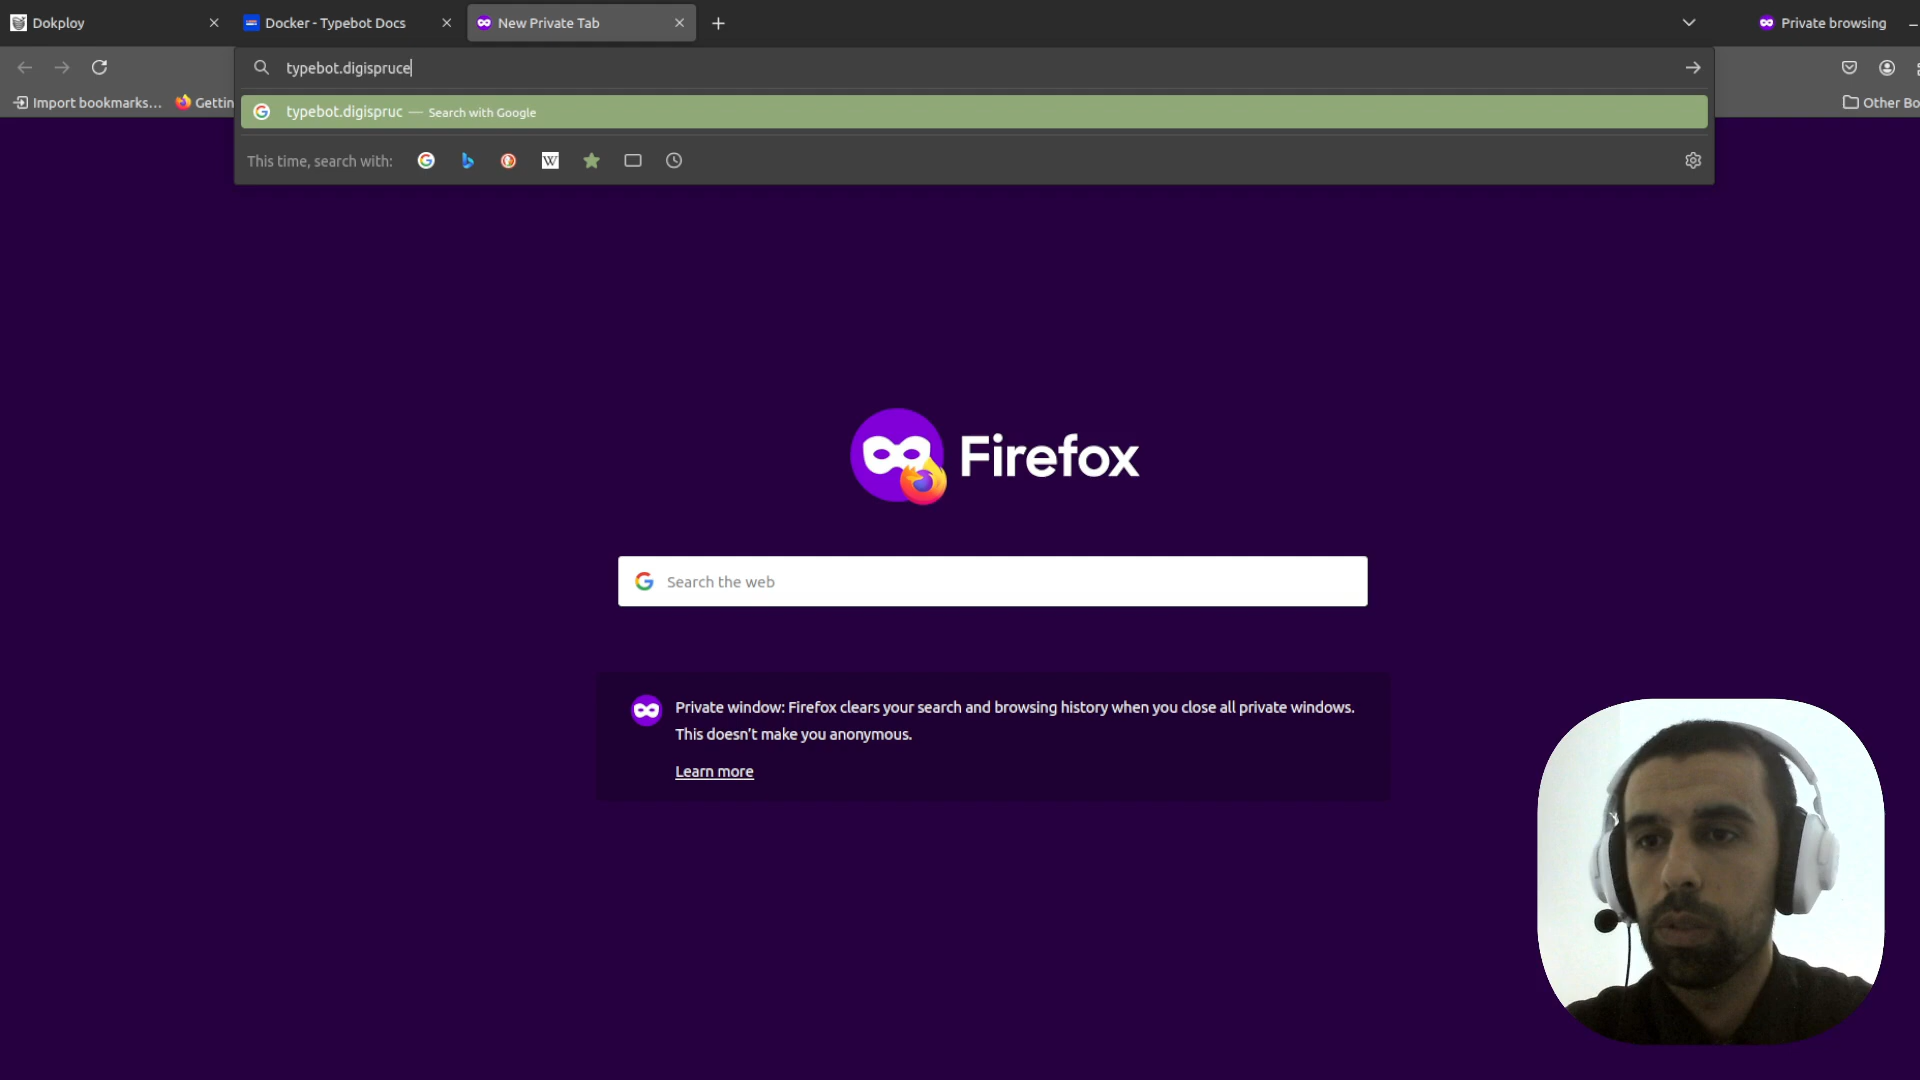 Dokploy
Docker - Typebot Docs
New Private Tab
Private browsing
typebot.digispruce
Import bookmarks...
Gettin
Other Bo
typebot.digispruc — Search with Google
This time, search with:
W
Firefox
Search the web
Private window: Firefox clears your search and browsing history when you close all private windows.
This doesn't make you anonymous.
Learn more